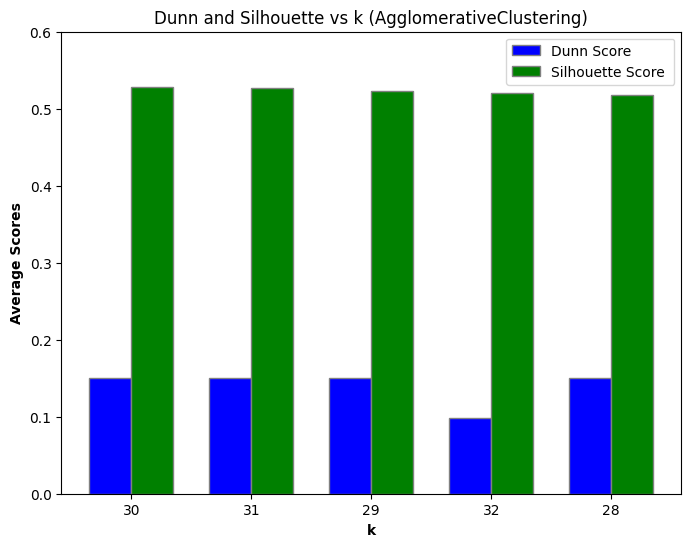 Dunn and Silhouette vs k (AgglomerativeClustering)
Dunn Score
Silhouette Score
0.6
0.5
0.4
0.3
0.2
0.1
0.0
Average Scores
30 31 29 32 28
k